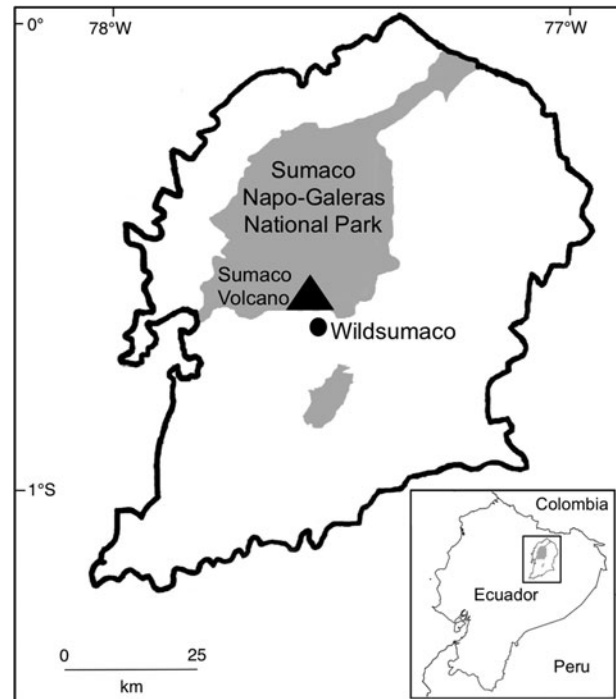 0°
78°W
77°W
Sumaco
Napo-Galeras
National Park
Sumaco
Volcano
Wildsumaco
1°S
0
25
km
Colombia
Ecuador
Peru